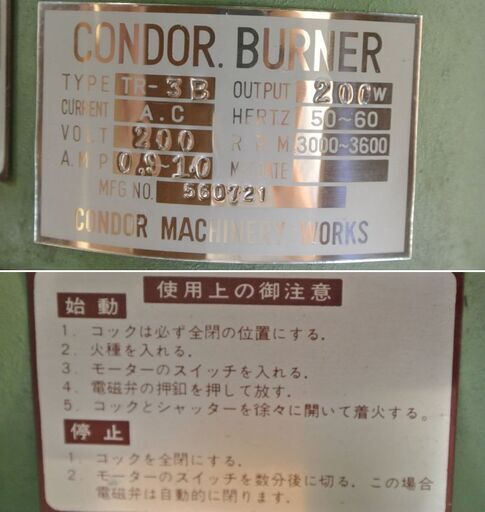 CONDOR. BURNER
TYPE TR-3B OUTPUT 200W
CURRENT A.C HERTZ 50~60
VOLT 200 R.P.M. 3000~3600
A.M.P 0.9~1.0 M. DATE
MFG NO. 560721
CONDOR MACHINERY WORKS
使用上の御注意
始動
1. コックは必ず全閉の位置にする.
2. 火種を入れる.
3. モーターのスイッチを入れる.
4. 電磁弁の押釦を押して放す.
5. コックとシャッターを徐々に開いて着火する.
停止
1. コックを全閉にする.
2. モーターのスイッチを数分後に切る. この場合
電磁弁は自動的に閉ります.